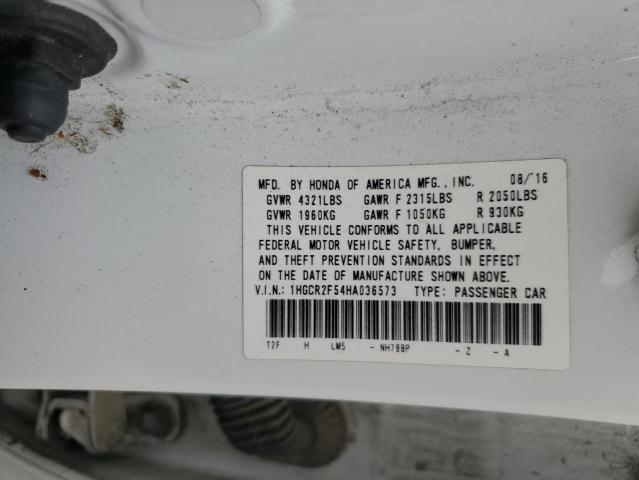 MFD. BY HONDA OF AMERICA MFG., INC. 08/'16
GVWR 4321LBS GAWR F 2315LBS R 2050LBS
GVWR 1960KG GAWR F 1050KG R 930KG
THIS VEHICLE CONFORMS TO ALL APPLICABLE
FEDERAL MOTOR VEHICLE SAFETY, BUMPER,
AND THEFT PREVENTION STANDARDS IN EFFECT
ON THE DATE OF MANUFACTURE SHOWN ABOVE.
V.I.N.: 1HGCR2F54HA036573 TYPE: PASSENGER CAR
T2F H LM5 - NH788P - Z - A